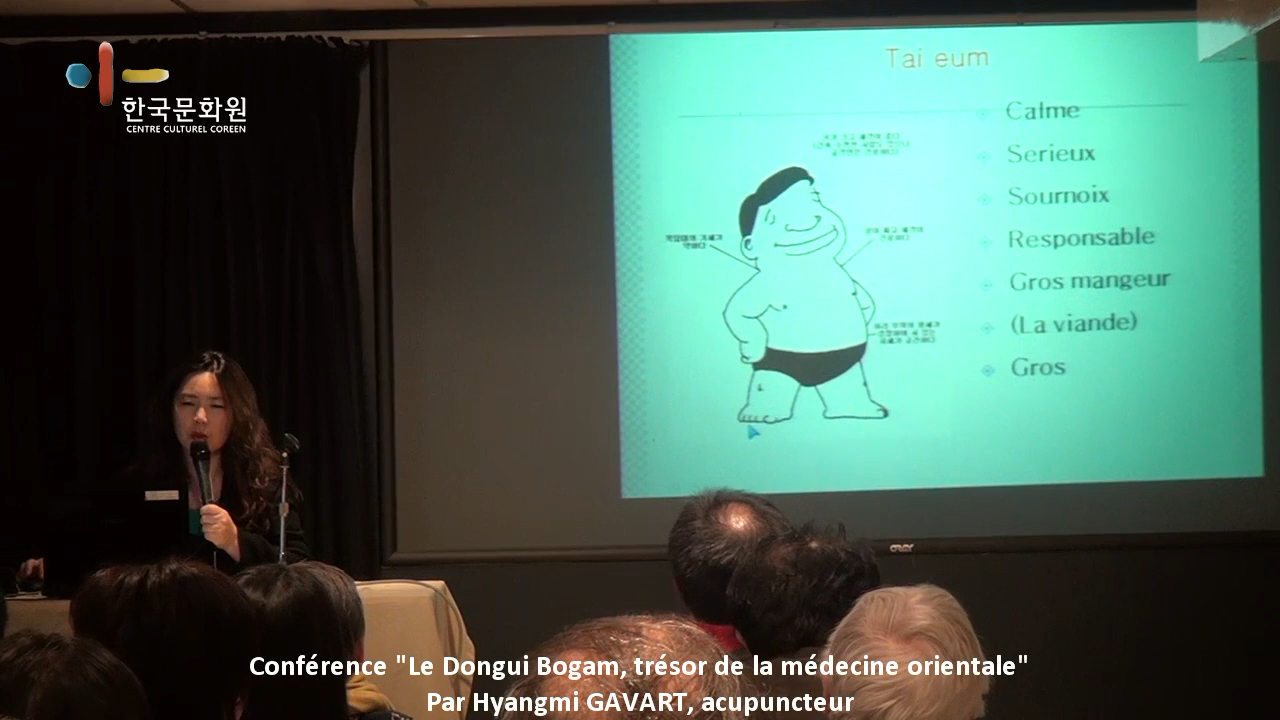 한국문화원
CENTRE CULTUREL COREEN
Tai eum
Calme
Serieux
Sournoix
Responsable
Gros mangeur
(La viande)
Gros
Conférence "Le Dongui Bogam, trésor de la médecine orientale"
Par Hyangmi GAVART, acupuncteur